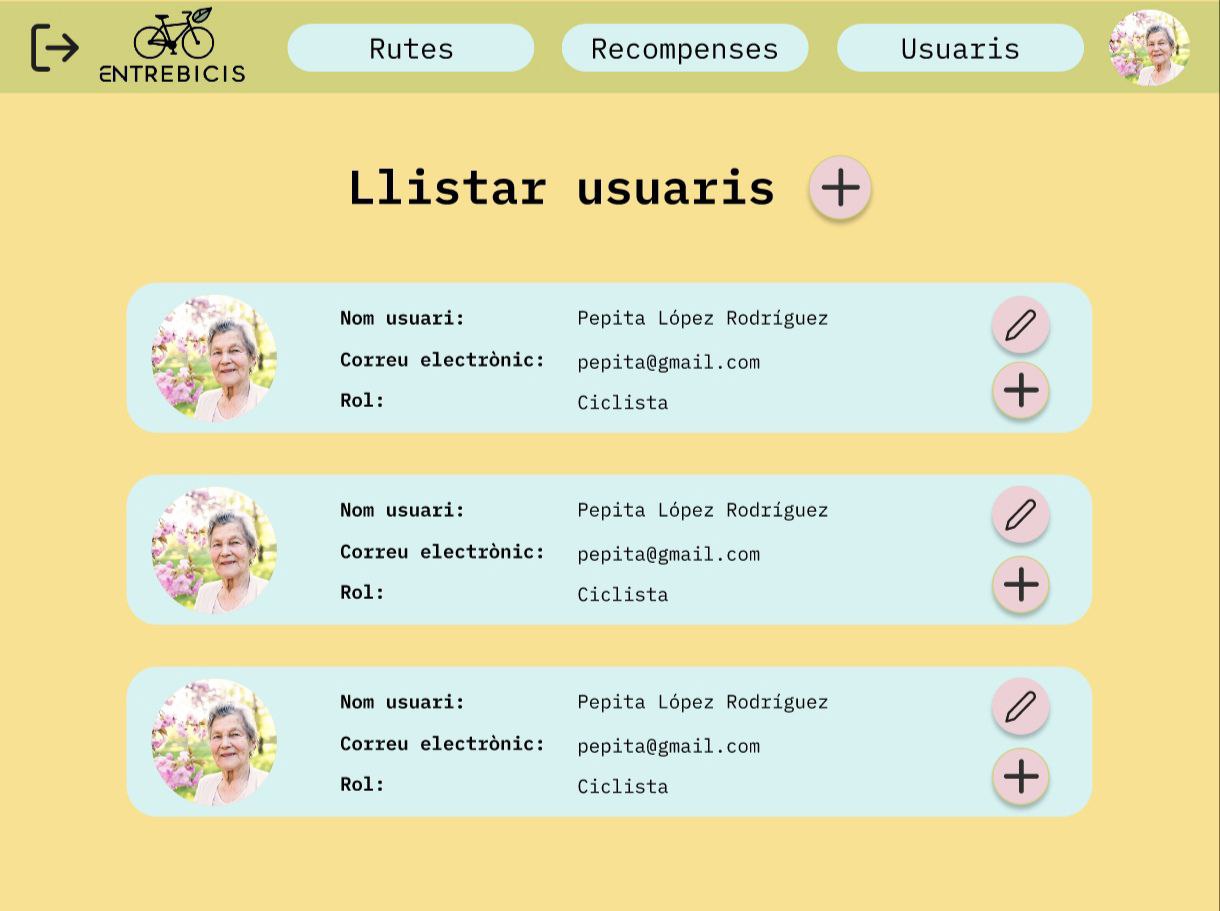 Rutes Recompenses Usuaris
ENTREBICIS
Llistar usuaris
Nom usuari: Pepita López Rodríguez
Correu electrònic: pepita@gmail.com
Rol: Ciclista
Nom usuari: Pepita López Rodríguez
Correu electrònic: pepita@gmail.com
Rol: Ciclista
Nom usuari: Pepita López Rodríguez
Correu electrònic: pepita@gmail.com
Rol: Ciclista